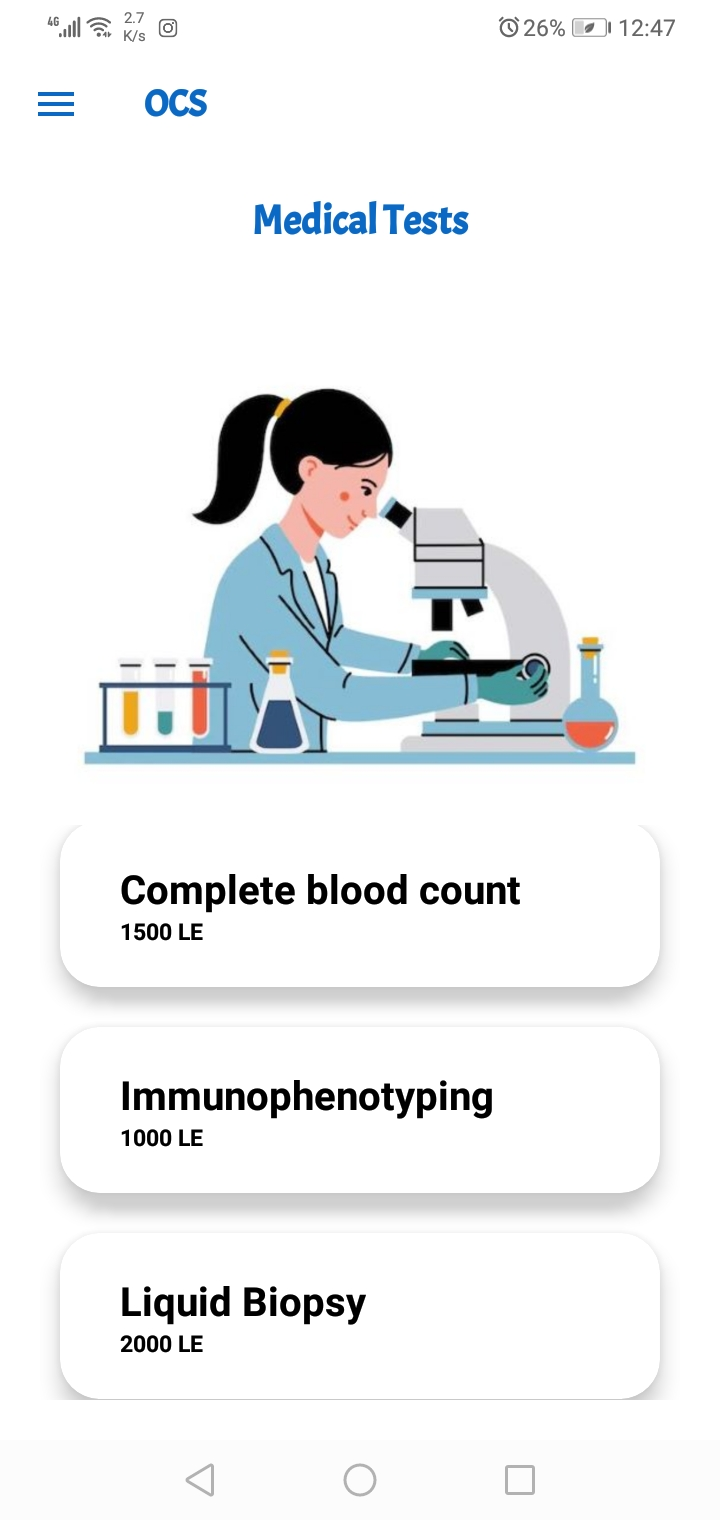 4G 2.7 K/s 26% 12:47
OCS
Medical Tests
Complete blood count
1500 LE
Immunophenotyping
1000 LE
Liquid Biopsy
2000 LE